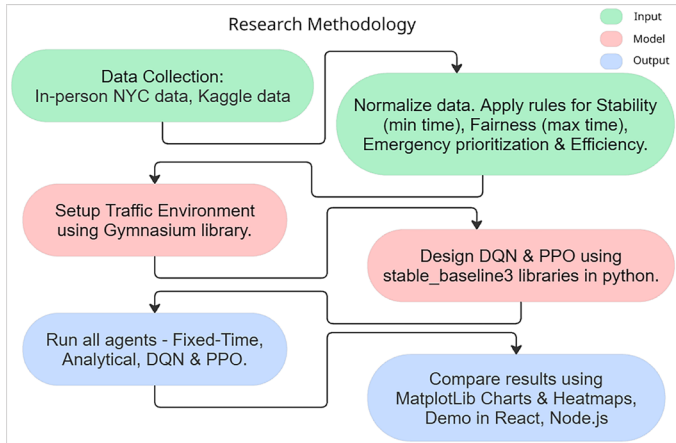 Research Methodology
Input
Model
Output
Data Collection:
In-person NYC data, Kaggle data
Normalize data. Apply rules for Stability
(min time), Fairness (max time),
Emergency prioritization & Efficiency.
Setup Traffic Environment
using Gymnasium library.
Design DQN & PPO using
stable_baseline3 libraries in python.
Run all agents - Fixed-Time,
Analytical, DQN & PPO.
Compare results using
MatplotLib Charts & Heatmaps,
Demo in React, Node.js